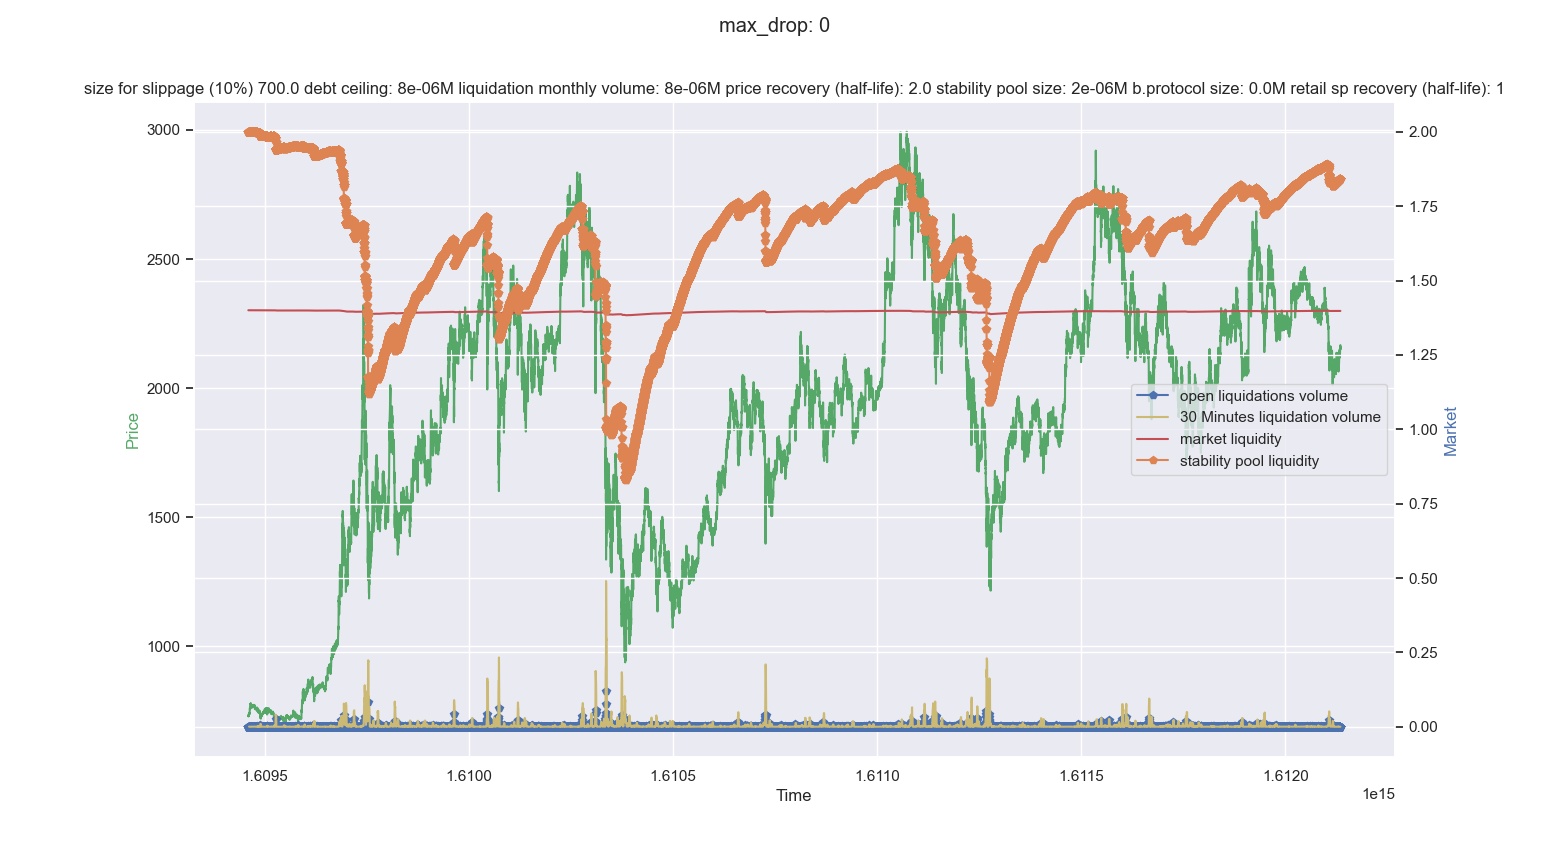 max_drop: 0
size for slippage (10%) 700.0 debt ceiling: 8e-06M liquidation monthly volume: 8e-06M price recovery (half-life): 2.0 stability pool size: 2e-06M b.protocol size: 0.0M retail sp recovery (half-life): 1
3000
2500
2000
1500
1000
Price
2.00
1.75
1.50
1.25
1.00
0.75
0.50
0.25
0.00
Market
open liquidations volume
30 Minutes liquidation volume
market liquidity
stability pool liquidity
1.6095 1.6100 1.6105 1.6110 1.6115 1.6120
Time
1e15